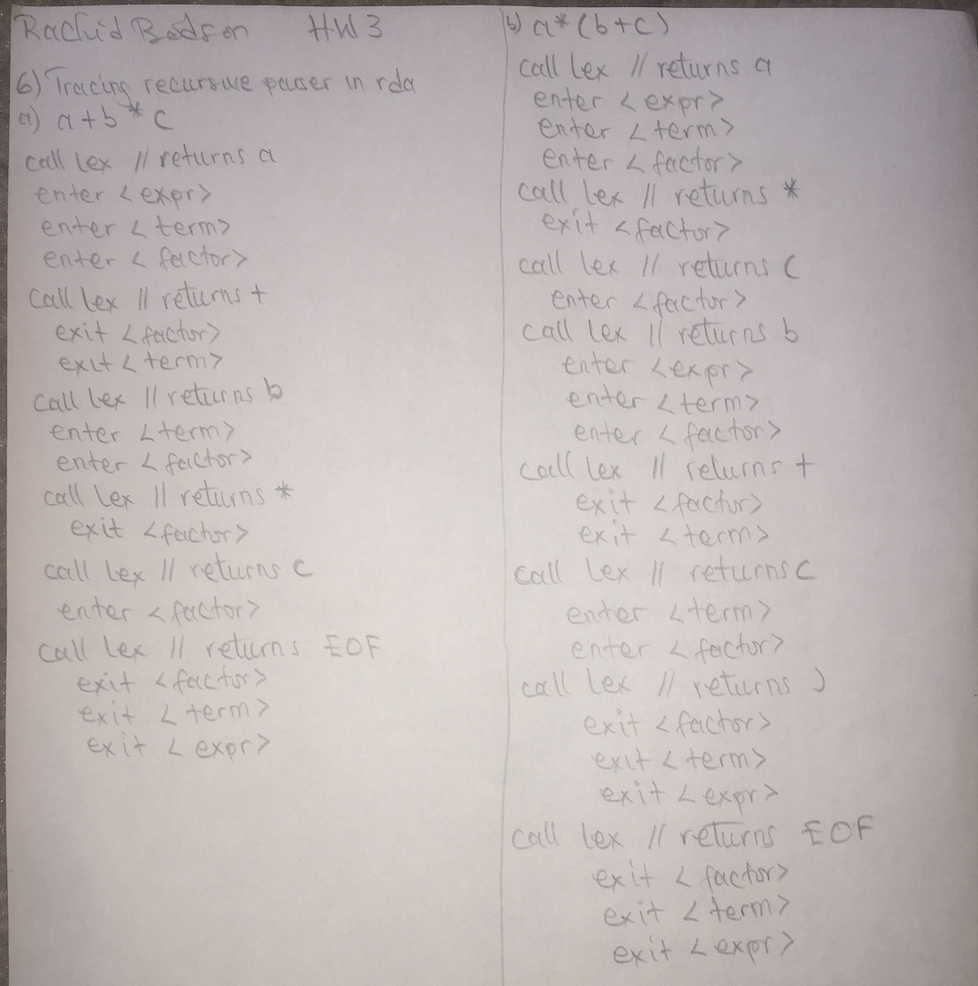 Rachid Bodson HW3
6) Tracing recursive parser in rda
a) a+b*c
call lex // returns a
enter <expr>
enter <term>
enter <factor>
call lex // returns +
exit <factor>
exit <term>
call lex // returns b
enter <term>
enter <factor>
call lex // returns *
exit <factor>
call lex // returns c
enter <factor>
call lex // returns EOF
exit <factor>
exit <term>
exit <expr>
b) a*(b+c)
call lex // returns a
enter <expr>
enter <term>
enter <factor>
call lex // returns *
exit <factor>
call lex // returns (
enter <factor>
call lex // returns b
enter <expr>
enter <term>
enter <factor>
call lex // returns +
exit <factor>
exit <term>
call lex // returns c
enter <term>
enter <factor>
call lex // returns )
exit <factor>
exit <term>
exit <expr>
call lex // returns EOF
exit <factor>
exit <term>
exit <expr>